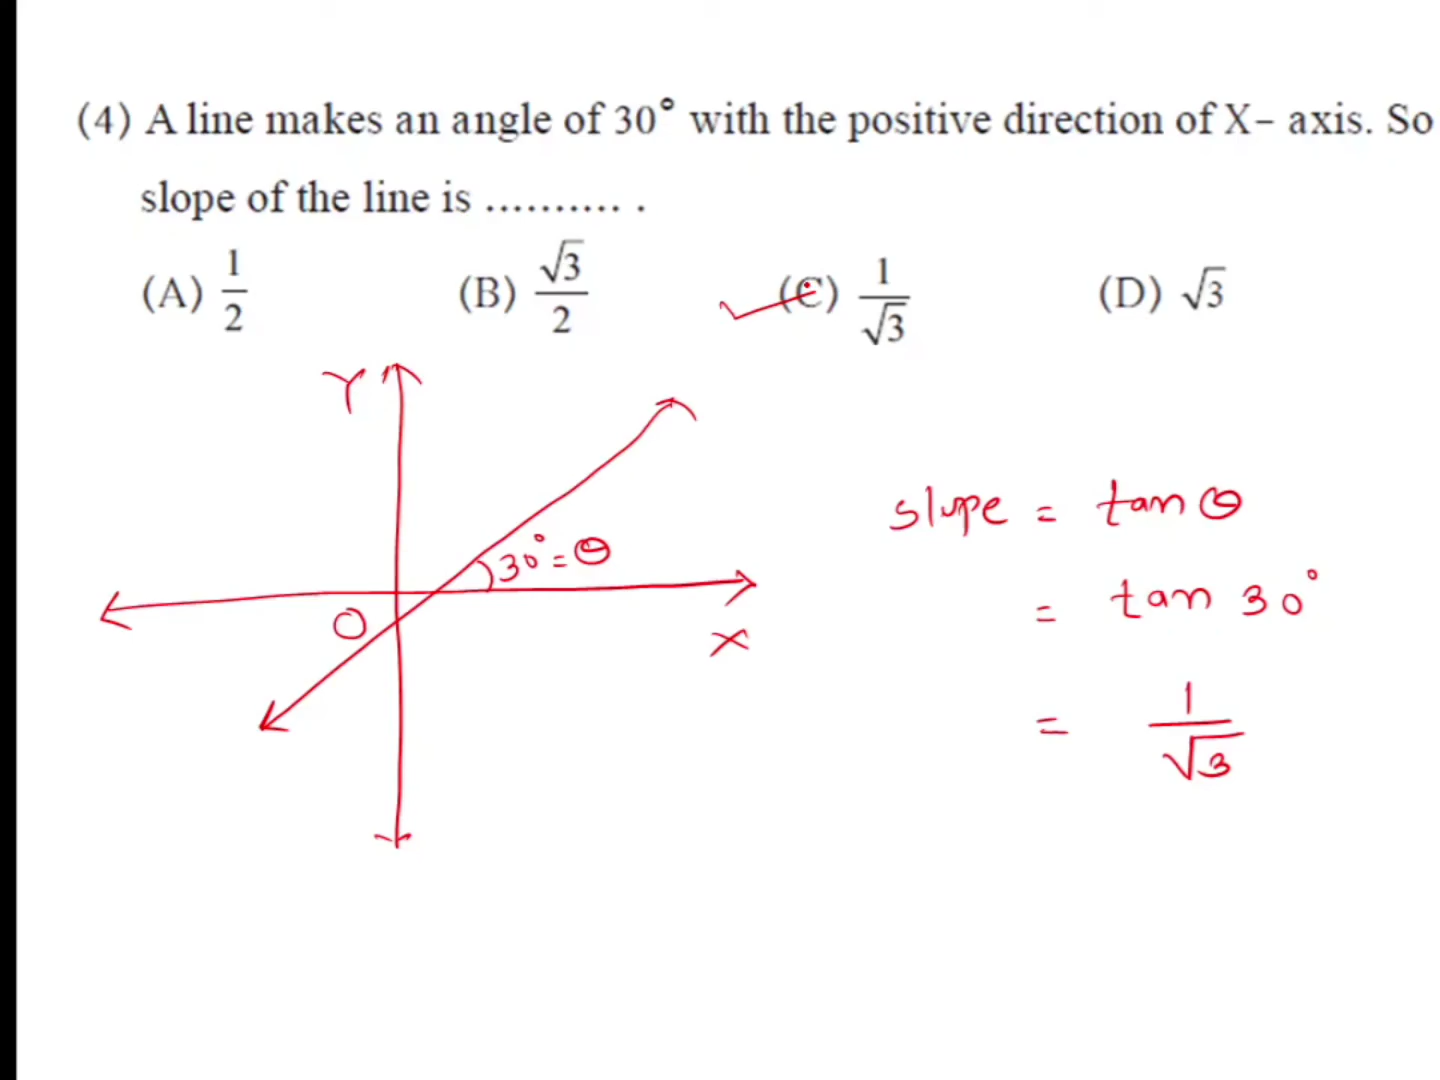 (4) A line makes an angle of 30° with the positive direction of X− axis. So
slope of the line is .......... .
(A) 1/2 (B) √3/2 (C) 1/√3 (D) √3
Y
30° = θ
O
X
slope = tan θ
= tan 30°
= 1/√3